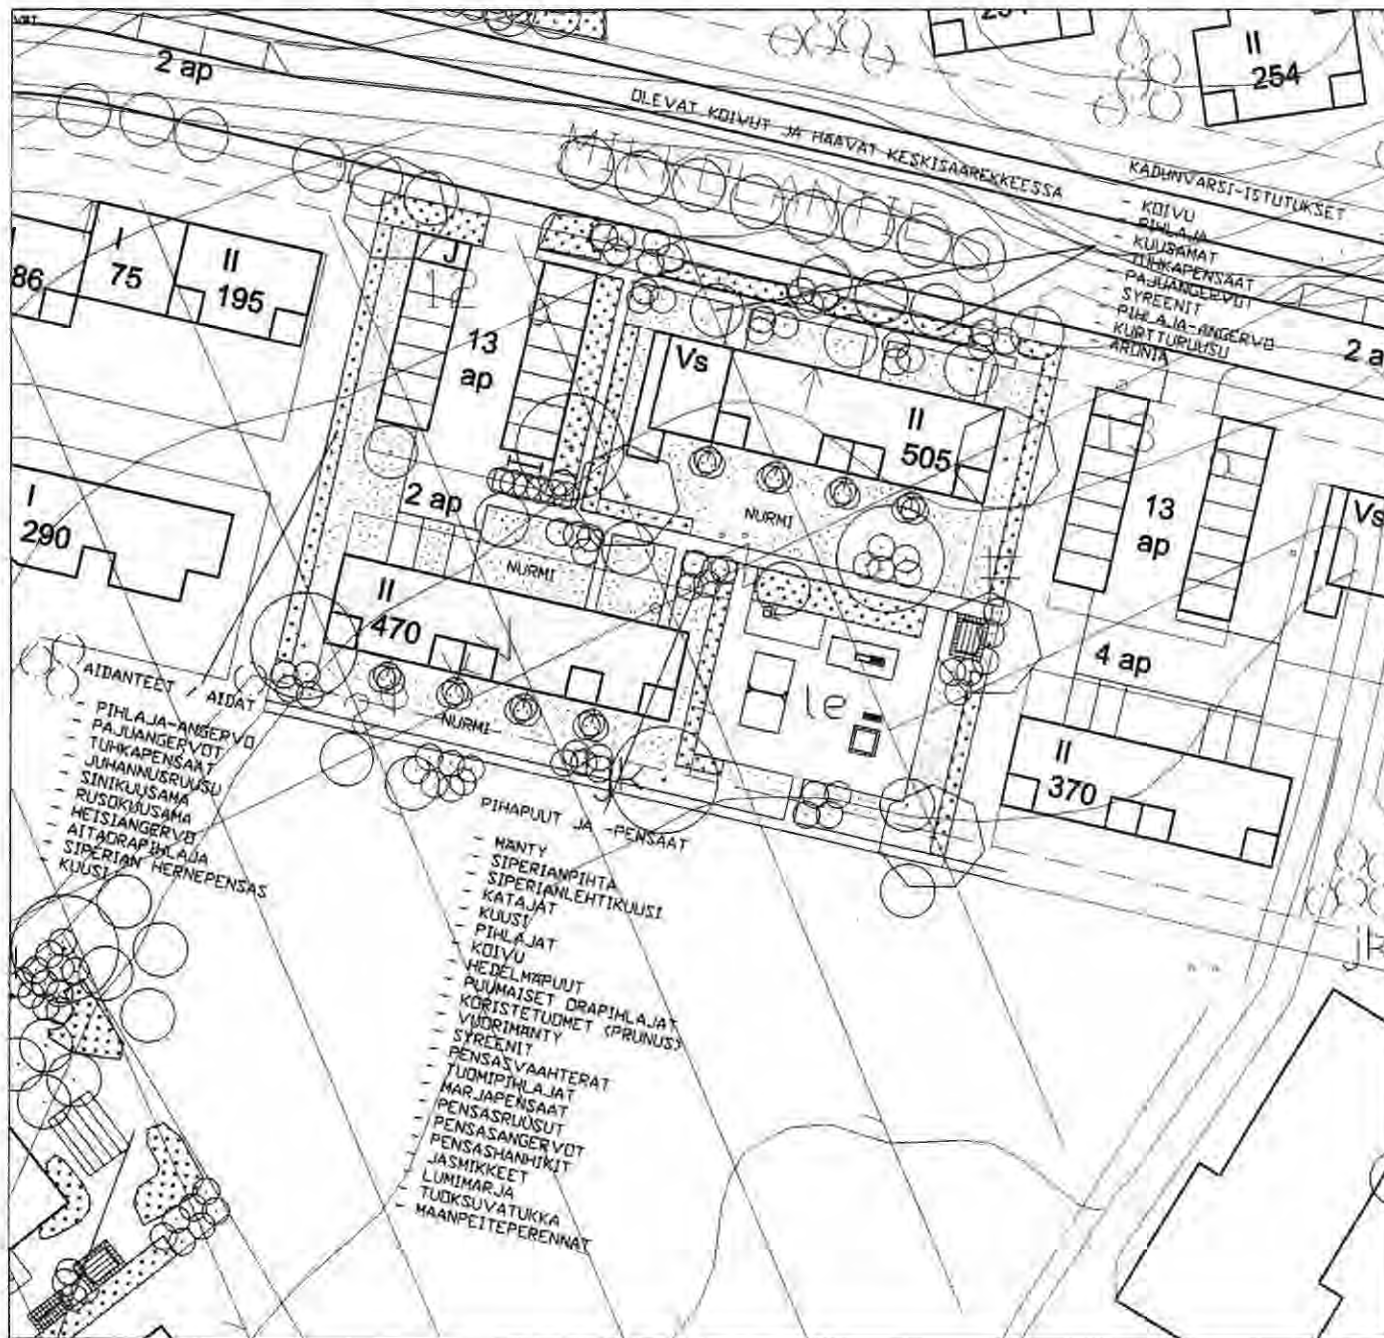 2 ap
II
254
OLEVAT KOIVUT JA HAAVAT KESKISAAREKKEESSA
KADUNVARSI-ISTUTUKSET
- KOIVU
- PIHLAJA
- KUUSAMAT
- TUHKAPENSAAT
- PAJUANGERVOT
- SYREENIT
- PIHLAJA-ANGERVO
- KURTTURUUSU
- ARONIA
2 a
86
I
75
II
195
J
12
13
ap
Vs
II
505
13
13
ap
Vs
I
290
2 ap
NURMI
NURMI
II
470
4 ap
le
NURMI
II
370
AIDANTEET / AIDAT
- PIHLAJA-ANGERVO
- PAJUANGERVOT
- TUHKAPENSAAT
- JUHANNUSRUUSU
- SINIKUUSAMA
- RUSOKUUSAMA
- HEISIANGERVO
- AITAORAPIHLAJA
- SIPERIAN HERNEPENSAS
- KUUSI
PIHAPUUT JA -PENSAAT
- MÄNTY
- SIPERIANPIHTA
- SIPERIANLEHTIKUUSI
- KATAJAT
- KUUSI
- PIHLAJAT
- KOIVU
- HEDELMÄPUUT
- PUUMAISET ORAPIHLAJAT
- KORISTETUOMET (PRUNUS)
- VUORIMÄNTY
- SYREENIT
- PENSASVAAHTERAT
- TUOMIPIHLAJAT
- MARJAPENSAAT
- PENSASRUUSUT
- PENSASANGERVOT
- PENSASHANHIKIT
- JASMIKKEET
- LUMIMARJA
- TUOKSUVATUKKA
- MAANPEITEPERENNAT
jk